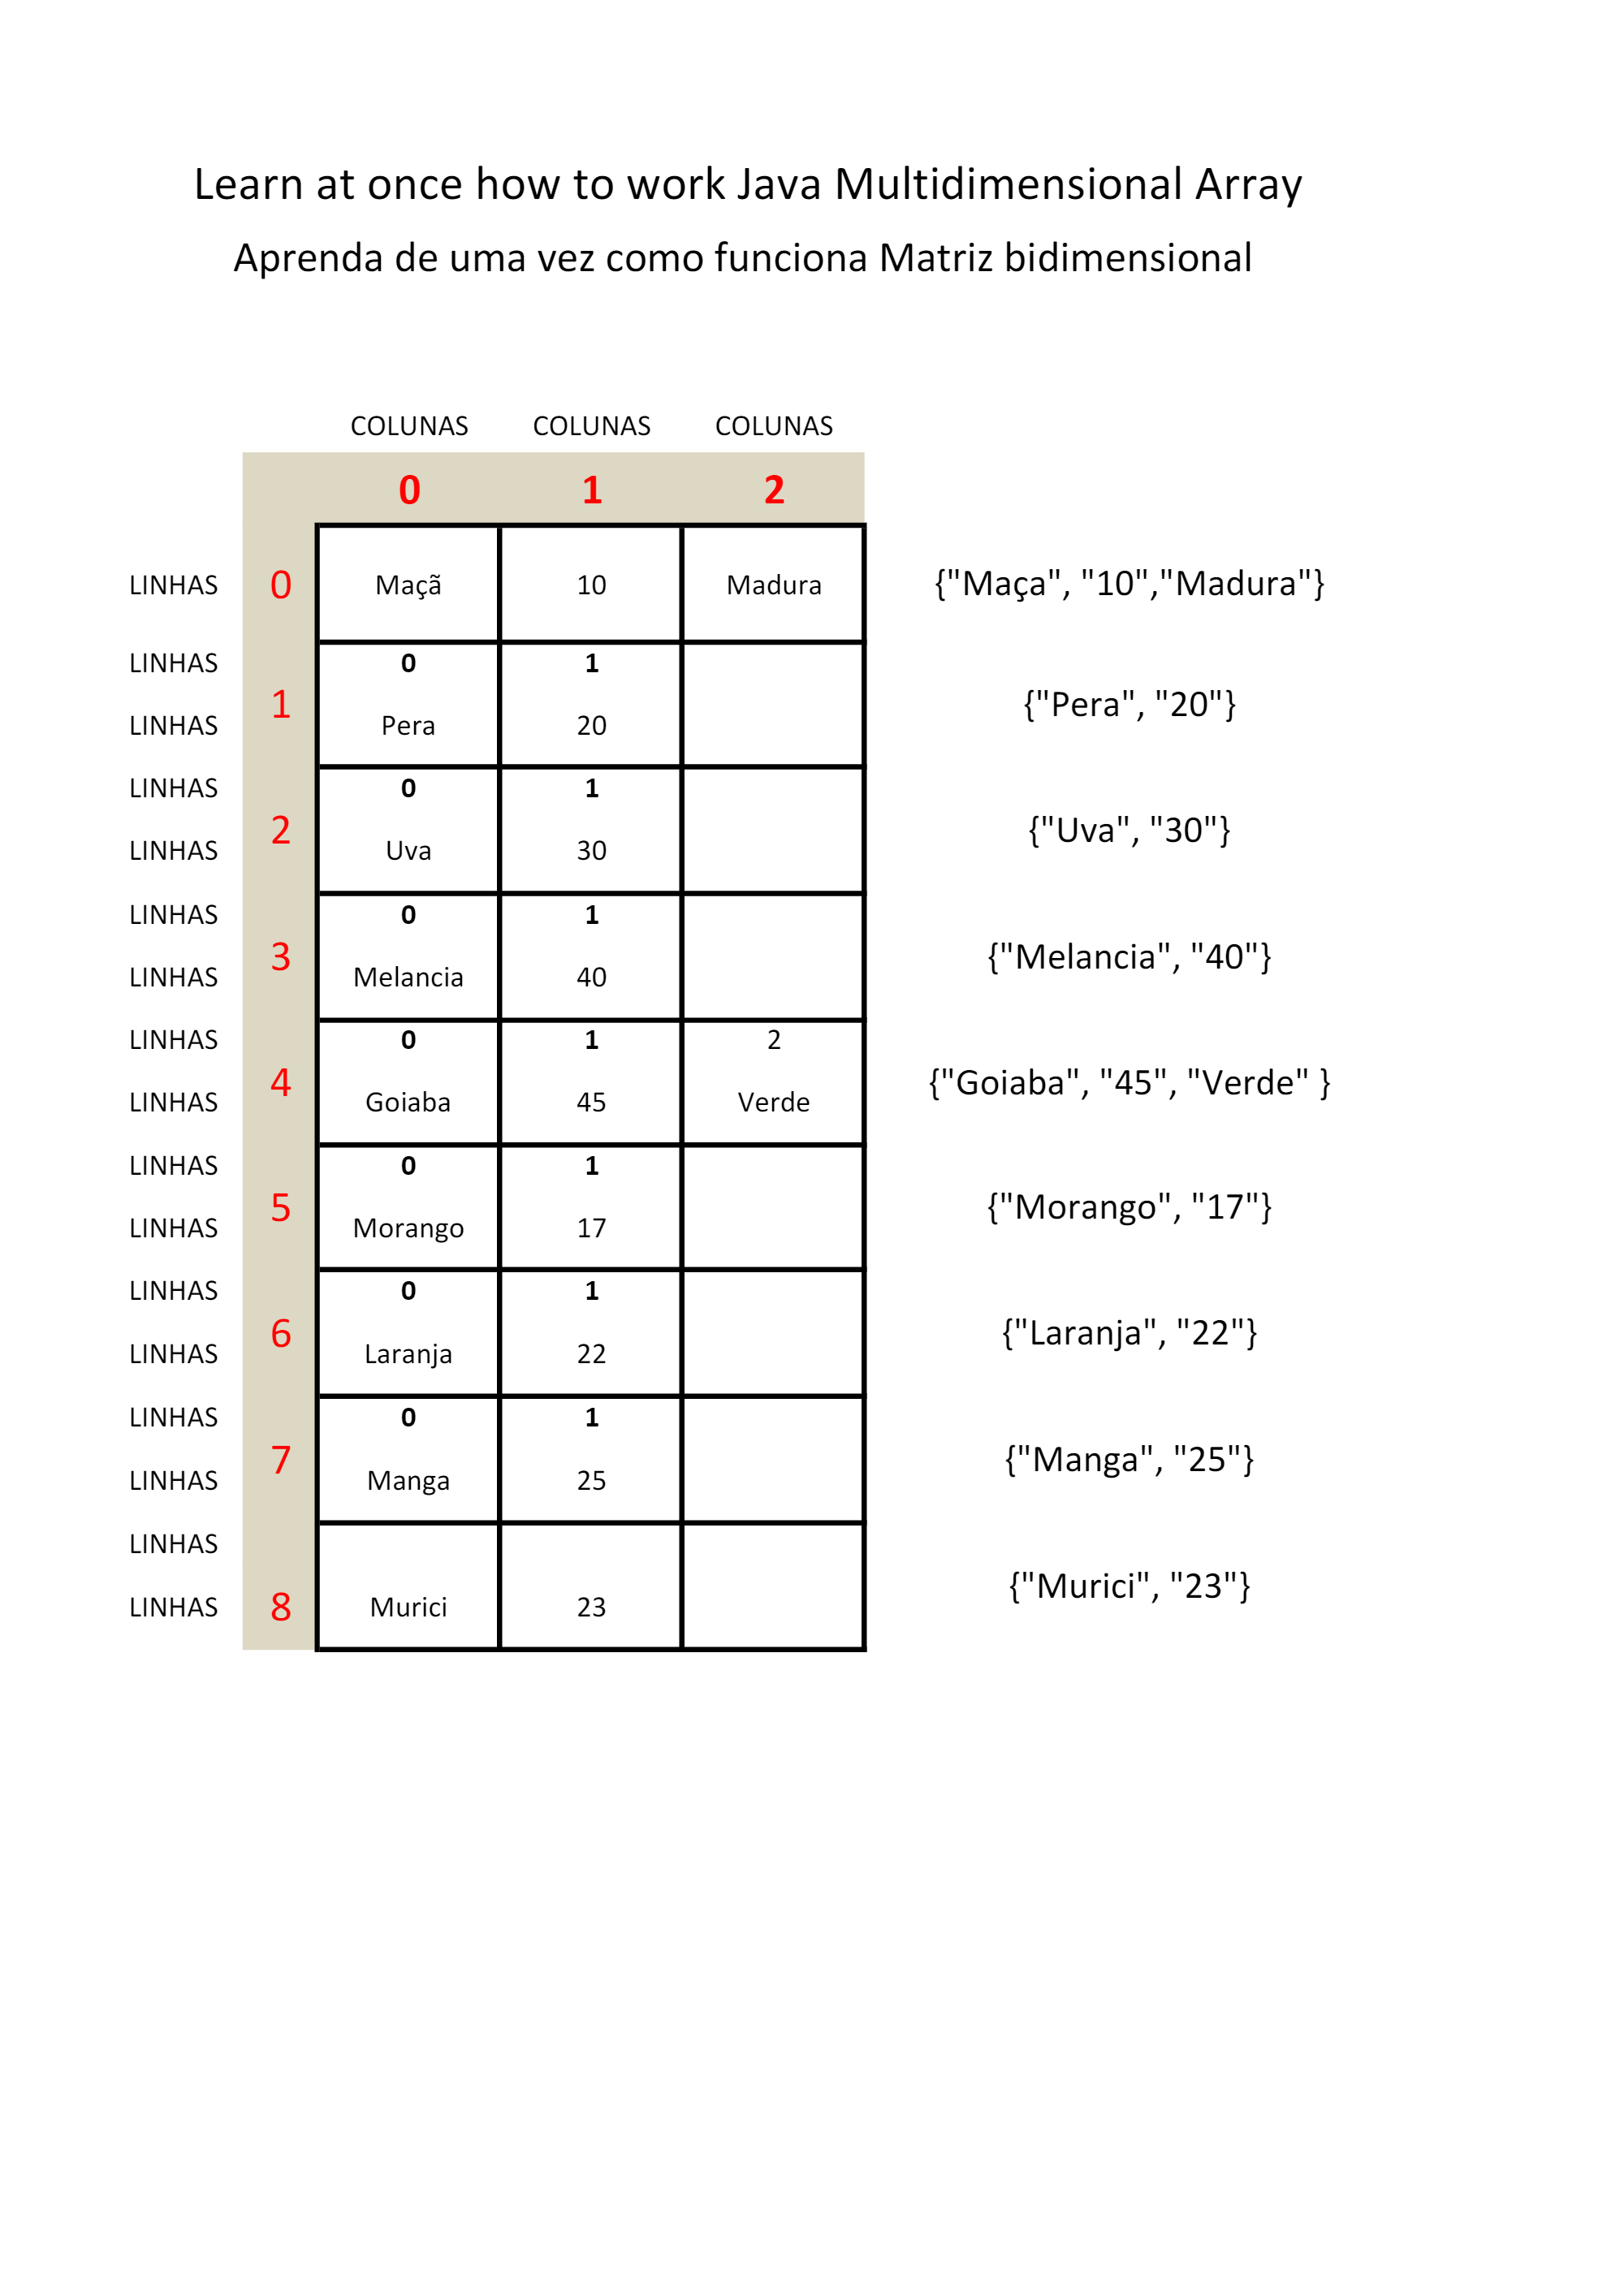 Learn at once how to work Java Multidimensional Array
Aprenda de uma vez como funciona Matriz bidimensional
COLUNAS COLUNAS COLUNAS
0 1 2
LINHAS 0 Maçã 10 Madura {"Maça", "10","Madura"}
LINHAS 0 1
1 {"Pera", "20"}
LINHAS Pera 20
LINHAS 0 1
2 {"Uva", "30"}
LINHAS Uva 30
LINHAS 0 1
3 {"Melancia", "40"}
LINHAS Melancia 40
LINHAS 0 1 2
4 {"Goiaba", "45", "Verde" }
LINHAS Goiaba 45 Verde
LINHAS 0 1
5 {"Morango", "17"}
LINHAS Morango 17
LINHAS 0 1
6 {"Laranja", "22"}
LINHAS Laranja 22
LINHAS 0 1
7 {"Manga", "25"}
LINHAS Manga 25
LINHAS
{"Murici", "23"}
LINHAS 8 Murici 23